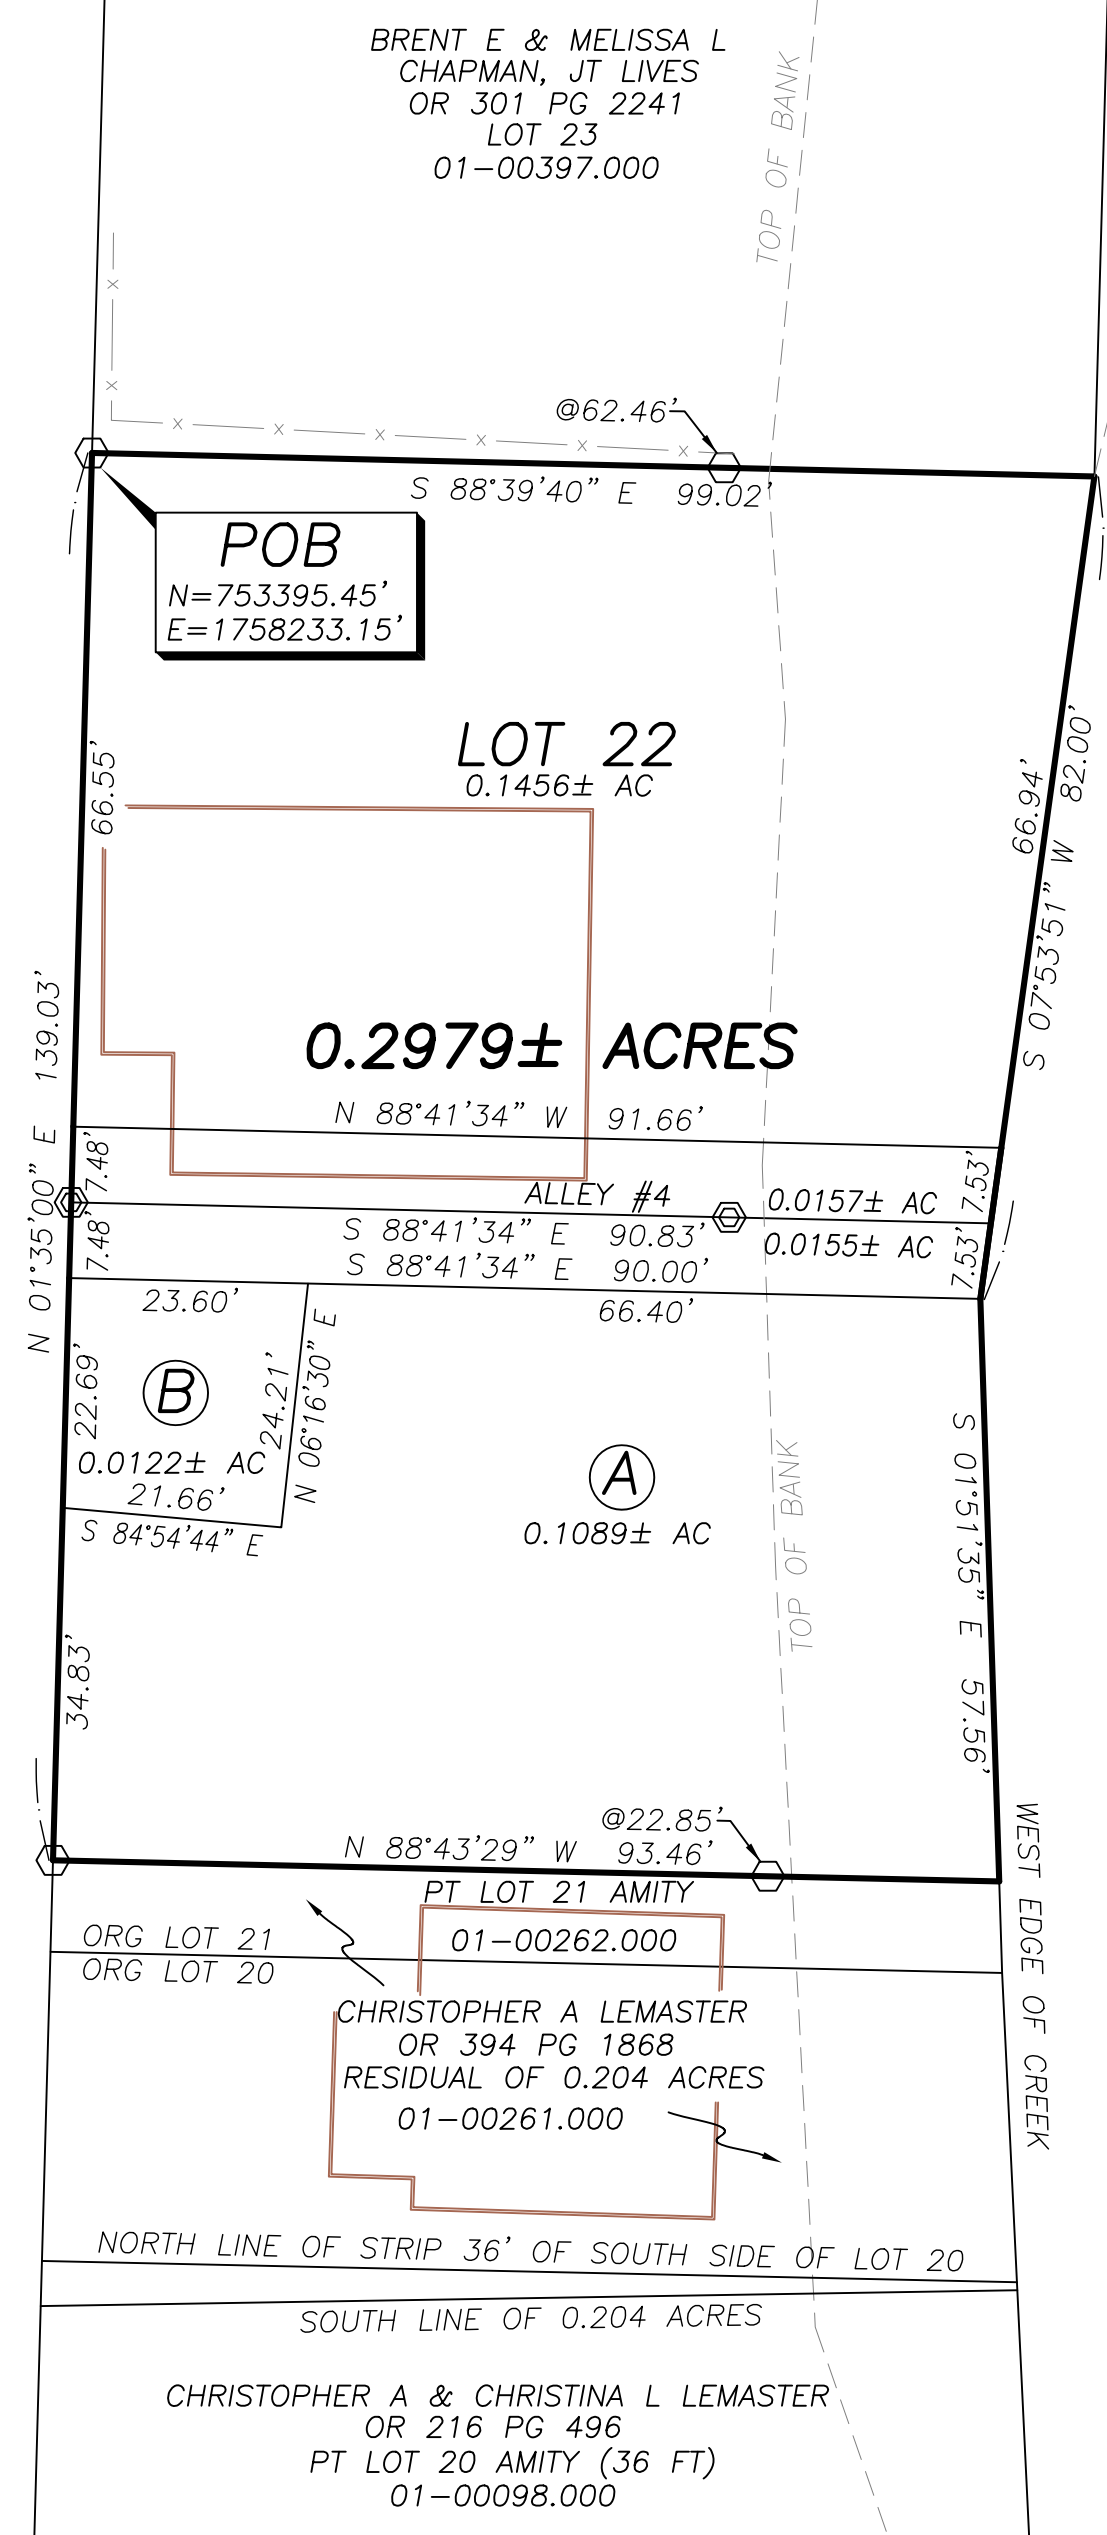 BRENT E & MELISSA L
CHAPMAN, JT LIVES
OR 301 PG 2241
LOT 23
01-00397.000
TOP OF BANK
@62.46'
S 88°39'40" E 99.02'
POB
N=753395.45'
E=1758233.15'
LOT 22
0.1456± AC
66.55'
66.94'
S 07°53'51" W 82.00'
N 01°35'00" E 139.03'
0.2979± ACRES
N 88°41'34" W 91.66'
7.48'
7.53'
ALLEY #4
0.0157± AC
S 88°41'34" E 90.83'
0.0155± AC
7.48'
7.53'
S 88°41'34" E 90.00'
23.60'
66.40'
22.69'
B
24.21'
N 06°16'30" E
0.0122± AC
21.66'
S 84°54'44" E
A
0.1089± AC
TOP OF BANK
S 01°51'35" E 57.56'
34.83'
@22.85'
N 88°43'29" W 93.46'
WEST EDGE OF CREEK
PT LOT 21 AMITY
ORG LOT 21
01-00262.000
ORG LOT 20
CHRISTOPHER A LEMASTER
OR 394 PG 1868
RESIDUAL OF 0.204 ACRES
01-00261.000
NORTH LINE OF STRIP 36' OF SOUTH SIDE OF LOT 20
SOUTH LINE OF 0.204 ACRES
CHRISTOPHER A & CHRISTINA L LEMASTER
OR 216 PG 496
PT LOT 20 AMITY (36 FT)
01-00098.000